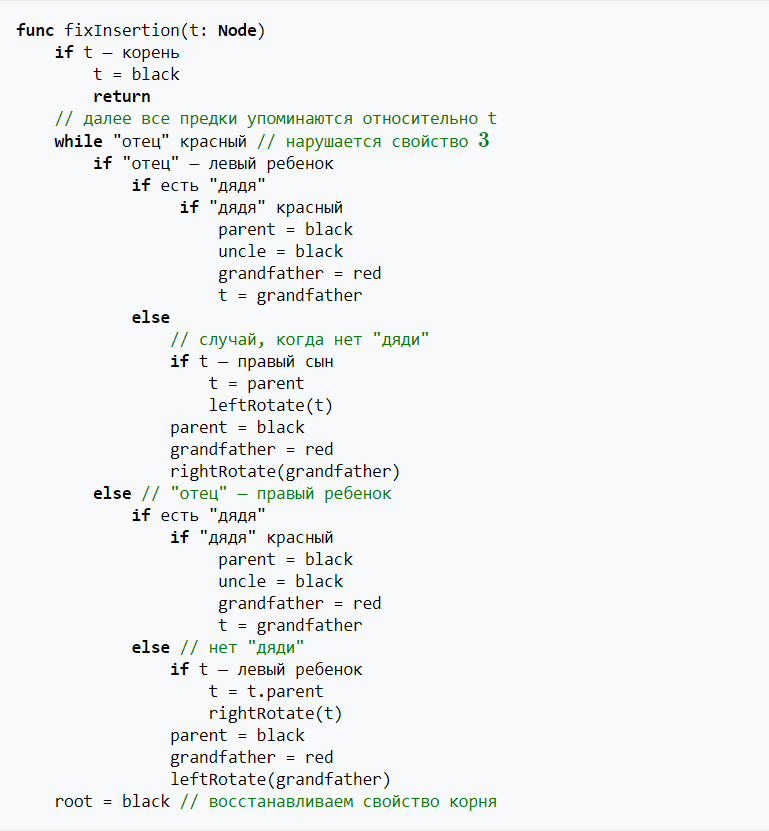 func fixInsertion(t: Node)
    if t — корень
        t = black
        return
    // далее все предки упоминаются относительно t
    while "отец" красный // нарушается свойство 3
        if "отец" — левый ребенок
            if есть "дядя"
                 if "дядя" красный
                     parent = black
                     uncle = black
                     grandfather = red
                     t = grandfather
            else
                // случай, когда нет "дяди"
                if t — правый сын
                    t = parent
                    leftRotate(t)
                parent = black
                grandfather = red
                rightRotate(grandfather)
        else // "отец" — правый ребенок
            if есть "дядя"
                if "дядя" красный
                     parent = black
                     uncle = black
                     grandfather = red
                     t = grandfather
            else // нет "дяди"
                if t — левый ребенок
                    t = t.parent
                    rightRotate(t)
                parent = black
                grandfather = red
                leftRotate(grandfather)
    root = black // восстанавливаем свойство корня